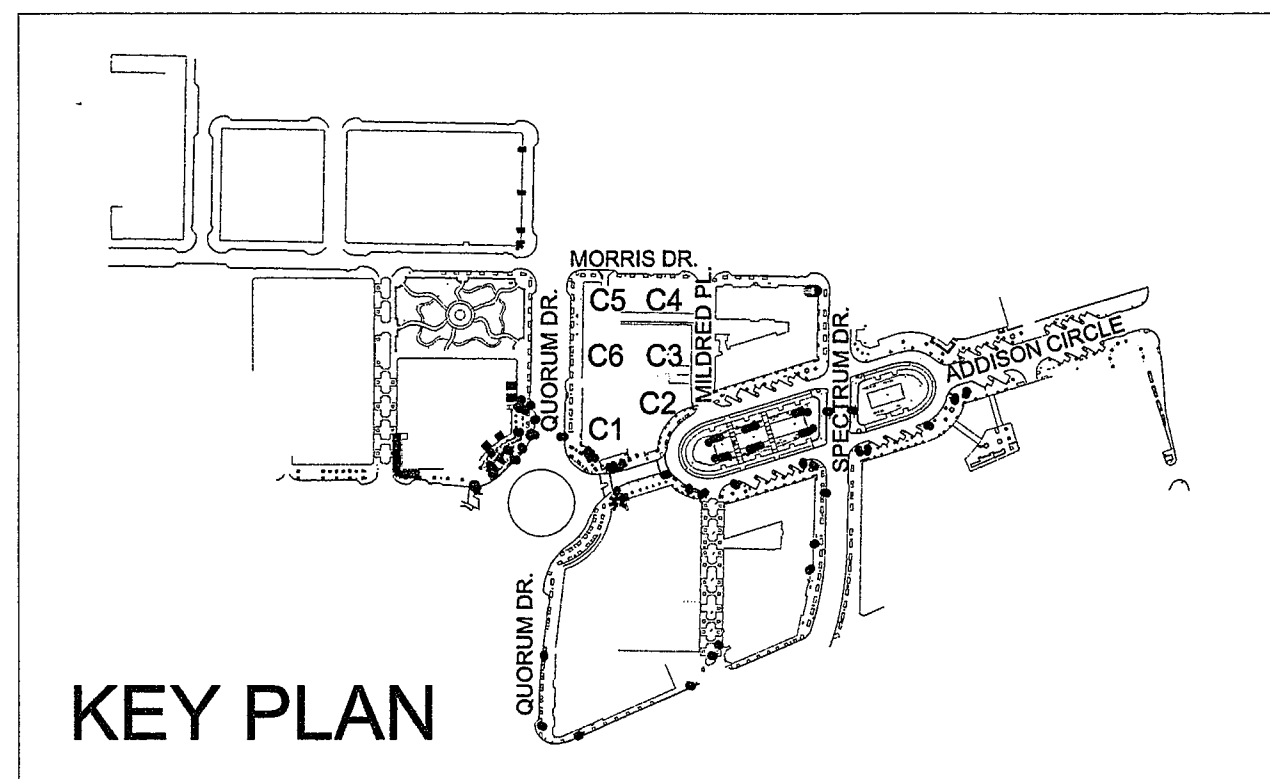 MORRIS DR.
C5 C4
MILDRED PL.
QUORUM DR.
C6 C3
SPECTRUM DR.
ADDISON CIRCLE
C2
C1
QUORUM DR.
KEY PLAN